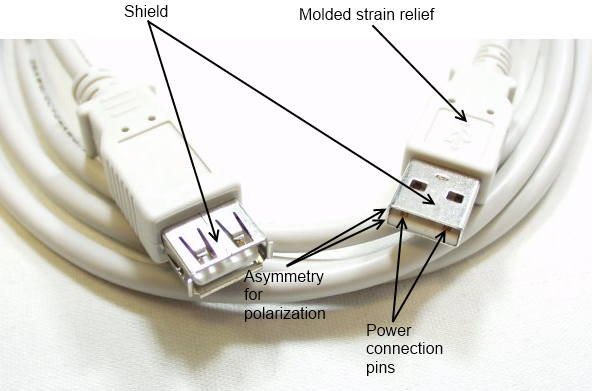 Shield
Molded strain relief
Asymmetry
for
polarization
Power
connection
pins